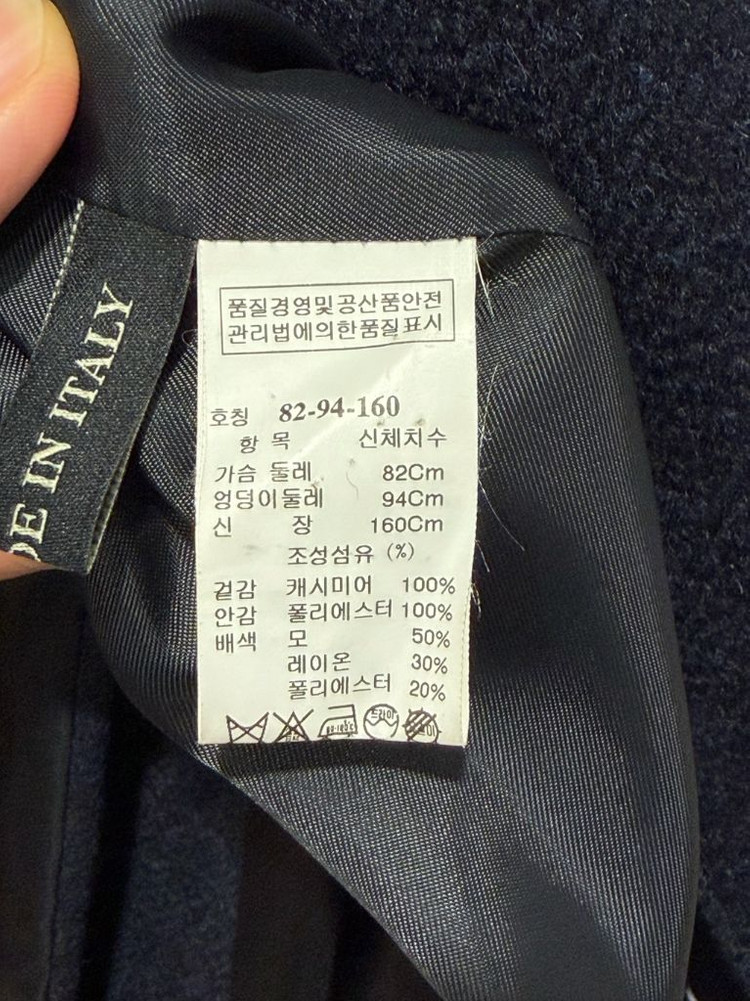 품질경영및공산품안전
관리법에의한품질표시
호칭 82-94-160
항 목 신체치수
가슴 둘레 82Cm
엉덩이둘레 94Cm
신 장 160Cm
조성섬유 (%)
겉감 캐시미어 100%
안감 폴리에스터 100%
배색 모 50%
레이온 30%
폴리에스터 20%
드라이
DE IN ITALY